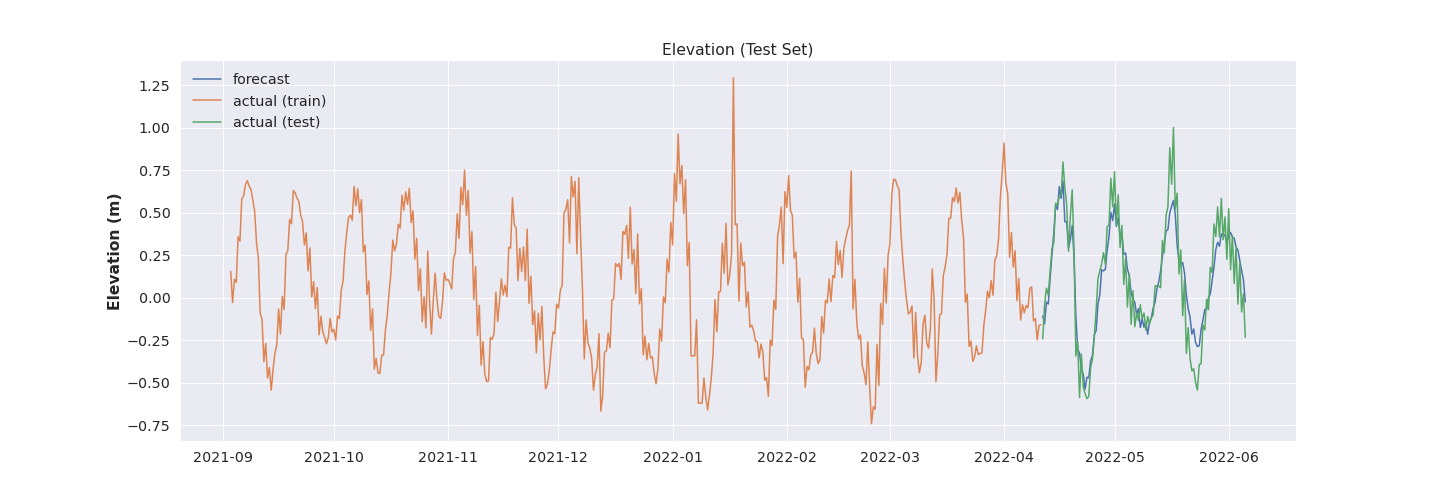 Elevation (Test Set)
forecast
actual (train)
actual (test)
Elevation (m)
1.25
1.00
0.75
0.50
0.25
0.00
−0.25
−0.50
−0.75
2021-09 2021-10 2021-11 2021-12 2022-01 2022-02 2022-03 2022-04 2022-05 2022-06